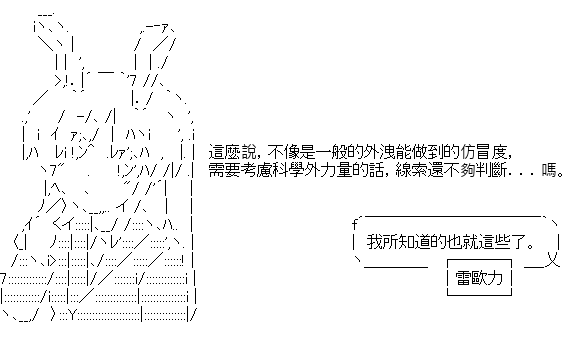 這麼說，不像是一般的外洩能做到的仿冒度，
需要考慮科學外力量的話，線索還不夠判斷．．．嗎。
我所知道的也就這些了。
雷歐力